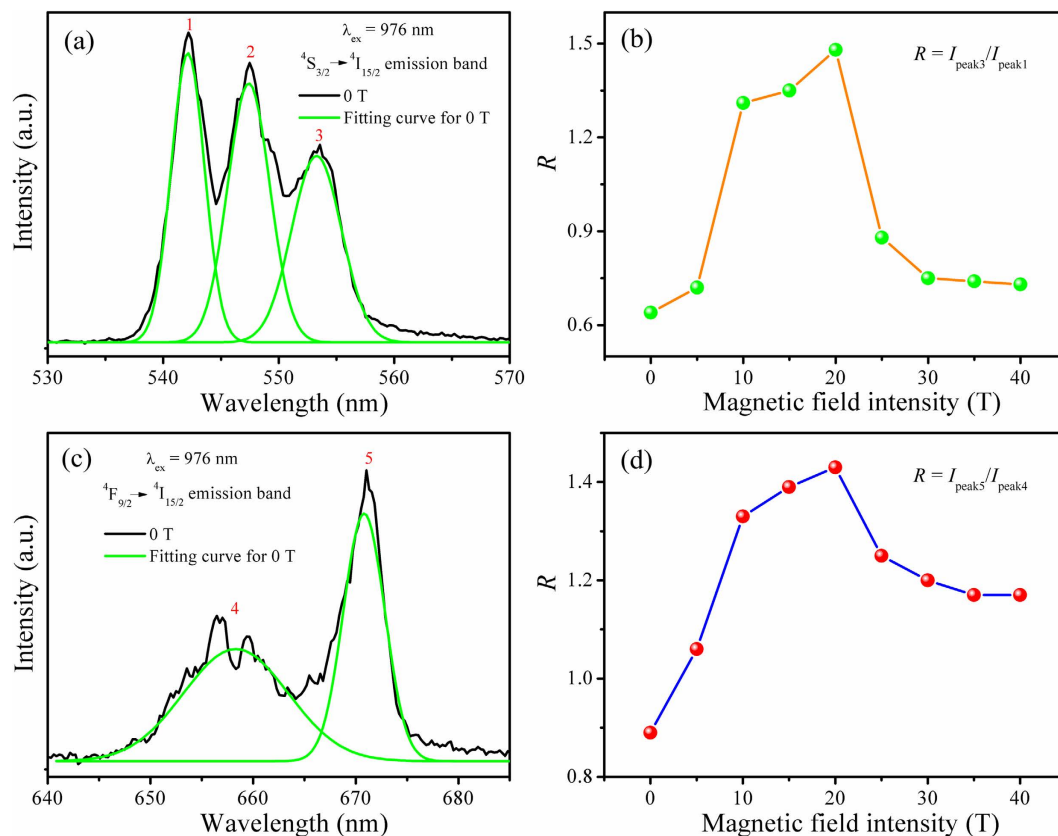 (a)
1
2
3
λex = 976 nm
4S3/2→4I15/2 emission band
0 T
Fitting curve for 0 T
Intensity (a.u.)
530 540 550 560 570
Wavelength (nm)
(b)
R = Ipeak3/Ipeak1
1.5
1.2
0.9
0.6
R
0 10 20 30 40
Magnetic field intensity (T)
(c)
λex = 976 nm
5
4F9/2→4I15/2 emission band
0 T
Fitting curve for 0 T
4
Intensity (a.u.)
640 650 660 670 680
Wavelength (nm)
(d)
R = Ipeak5/Ipeak4
1.4
1.2
1.0
0.8
R
0 10 20 30 40
Magnetic field intensity (T)